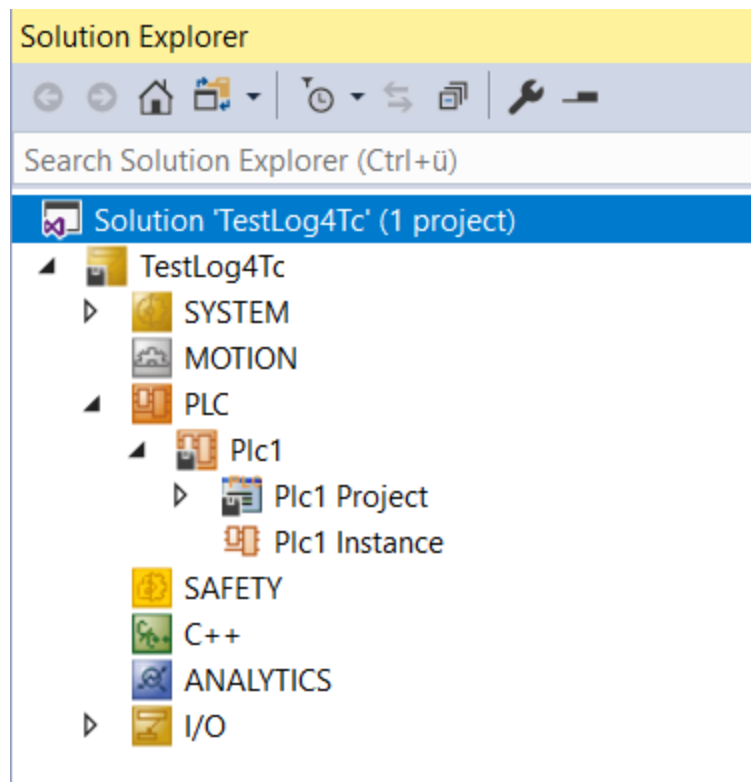 Solution Explorer
Search Solution Explorer (Ctrl+ü)
Solution 'TestLog4Tc' (1 project)
TestLog4Tc
SYSTEM
MOTION
PLC
Plc1
Plc1 Project
Plc1 Instance
SAFETY
C++
ANALYTICS
I/O